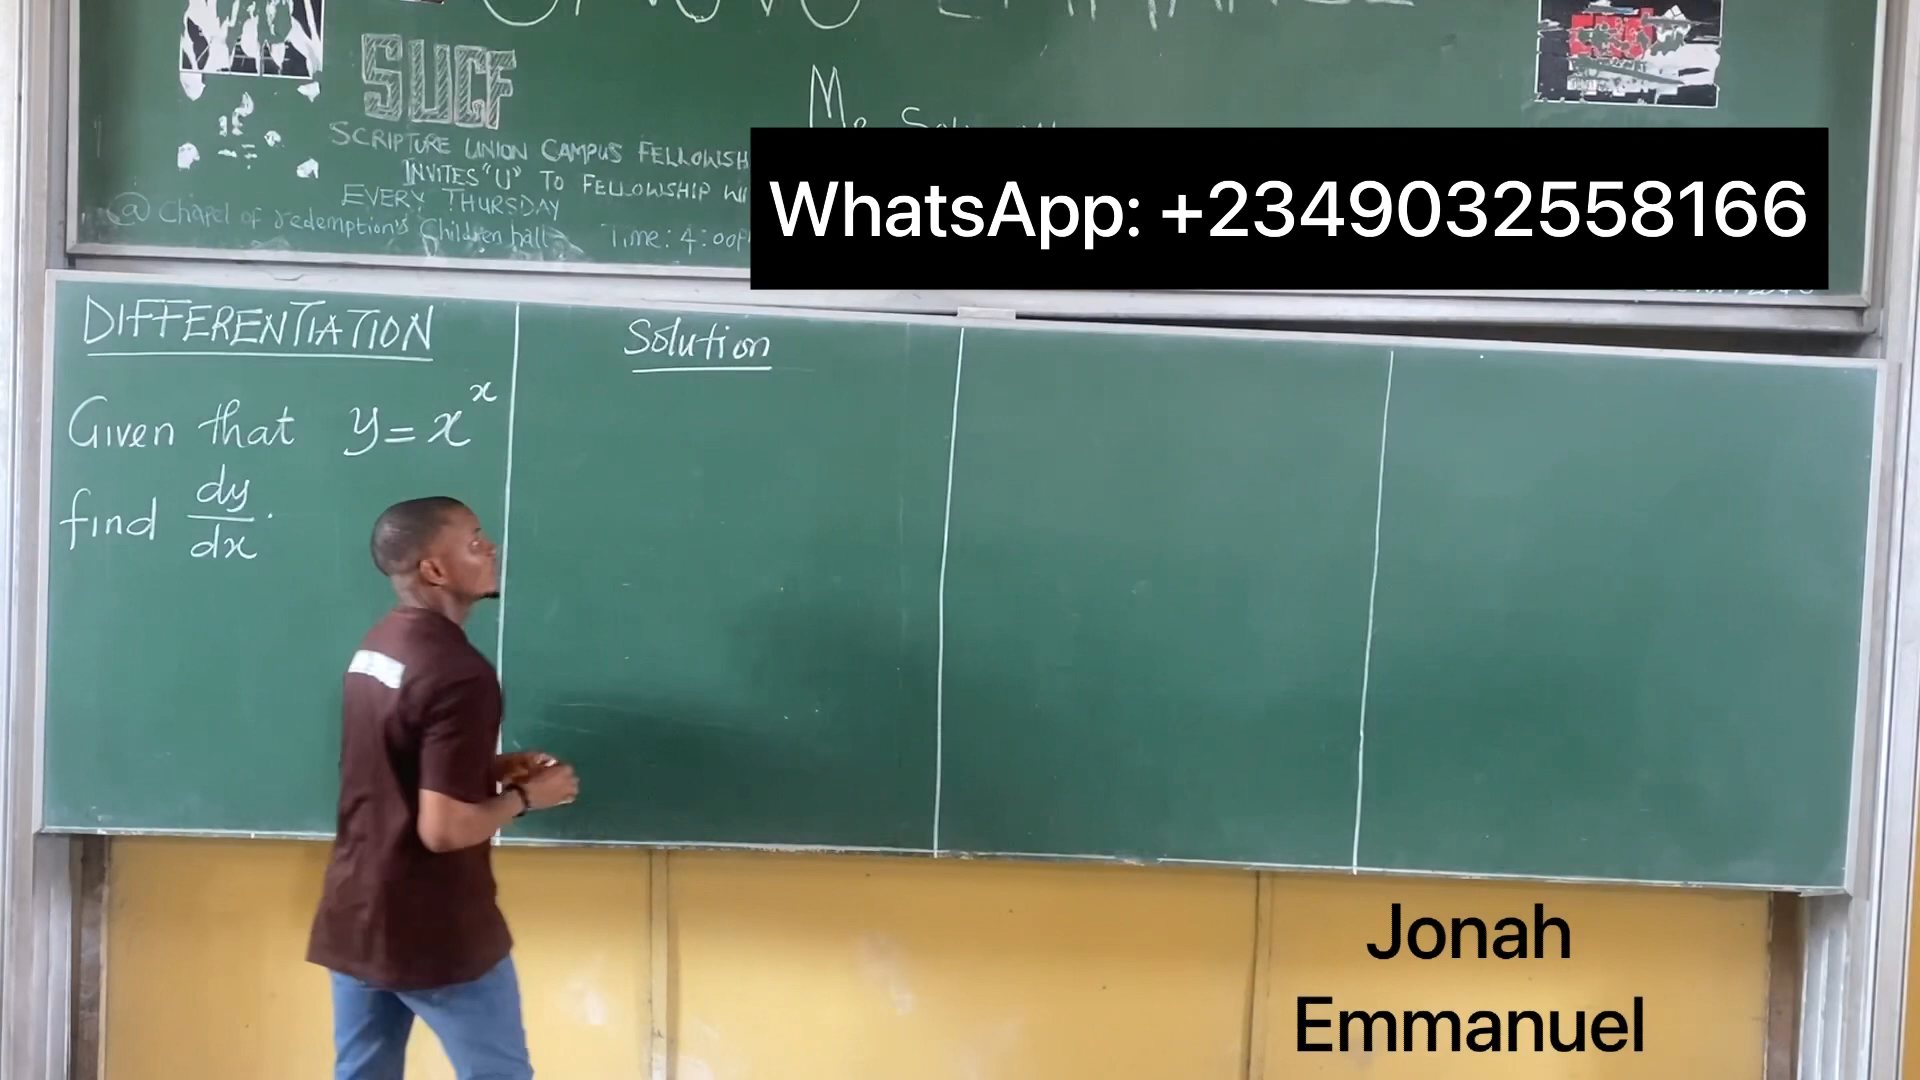 SUCF
SCRIPTURE UNION CAMPUS
INVITES "U" TO FELLOWSHIP
EVERY THURSDAY
@ Chapel of redemption's Children hall
Time: 4:00
WhatsApp: +2349032558166
DIFFERENTIATION
Given that y = x^x
find dy/dx.
Solution
Jonah
Emmanuel